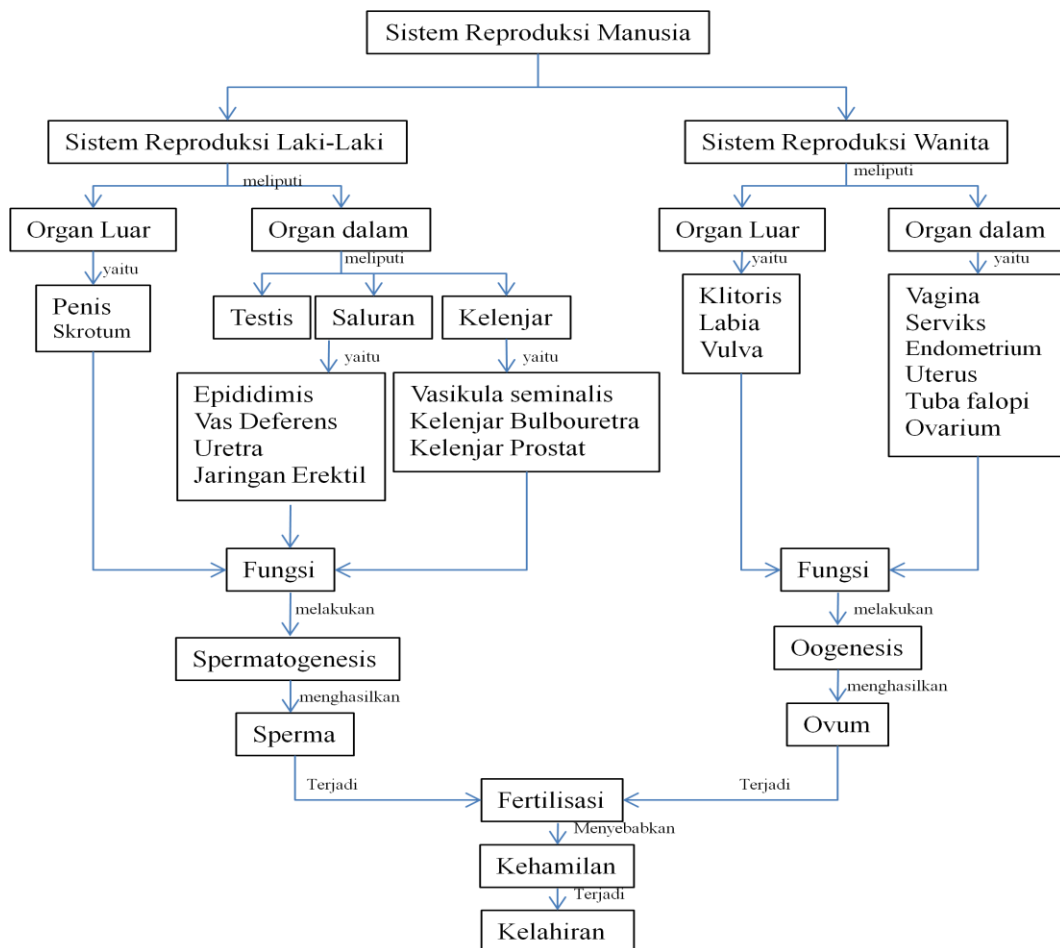 Sistem Reproduksi Manusia
Sistem Reproduksi Laki-Laki
Sistem Reproduksi Wanita
meliputi
meliputi
Organ Luar
Organ dalam
Organ Luar
Organ dalam
yaitu
meliputi
yaitu
yaitu
Penis
Skrotum
Testis
Saluran
Kelenjar
Klitoris
Labia
Vulva
Vagina
Serviks
Endometrium
Uterus
Tuba falopi
Ovarium
yaitu
yaitu
Epididimis
Vas Deferens
Uretra
Jaringan Erektil
Vasikula seminalis
Kelenjar Bulbouretra
Kelenjar Prostat
Fungsi
Fungsi
melakukan
melakukan
Spermatogenesis
Oogenesis
menghasilkan
menghasilkan
Sperma
Ovum
Terjadi
Terjadi
Fertilisasi
Menyebabkan
Kehamilan
Terjadi
Kelahiran